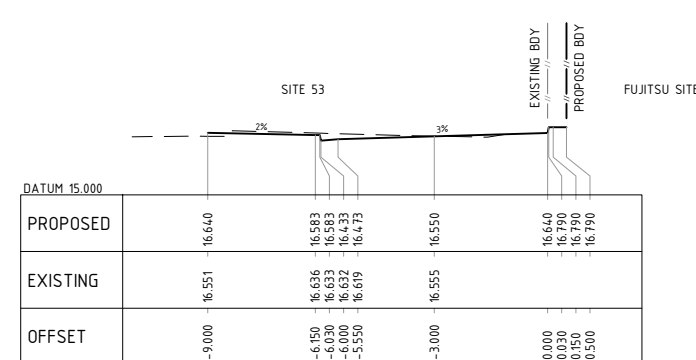 EXISTING BDY
PROPOSED BDY
SITE 53
FUJITSU SITE
2%
3%
DATUM 15.000
PROPOSED 16.640 16.583 16.583 16.433 16.473 16.550 16.640 16.790 16.790 16.790
EXISTING 16.551 16.636 16.633 16.632 16.619 16.555
OFFSET -9.000 -6.150 -6.030 -6.000 -5.550 -3.000 0.000 0.030 0.150 0.500